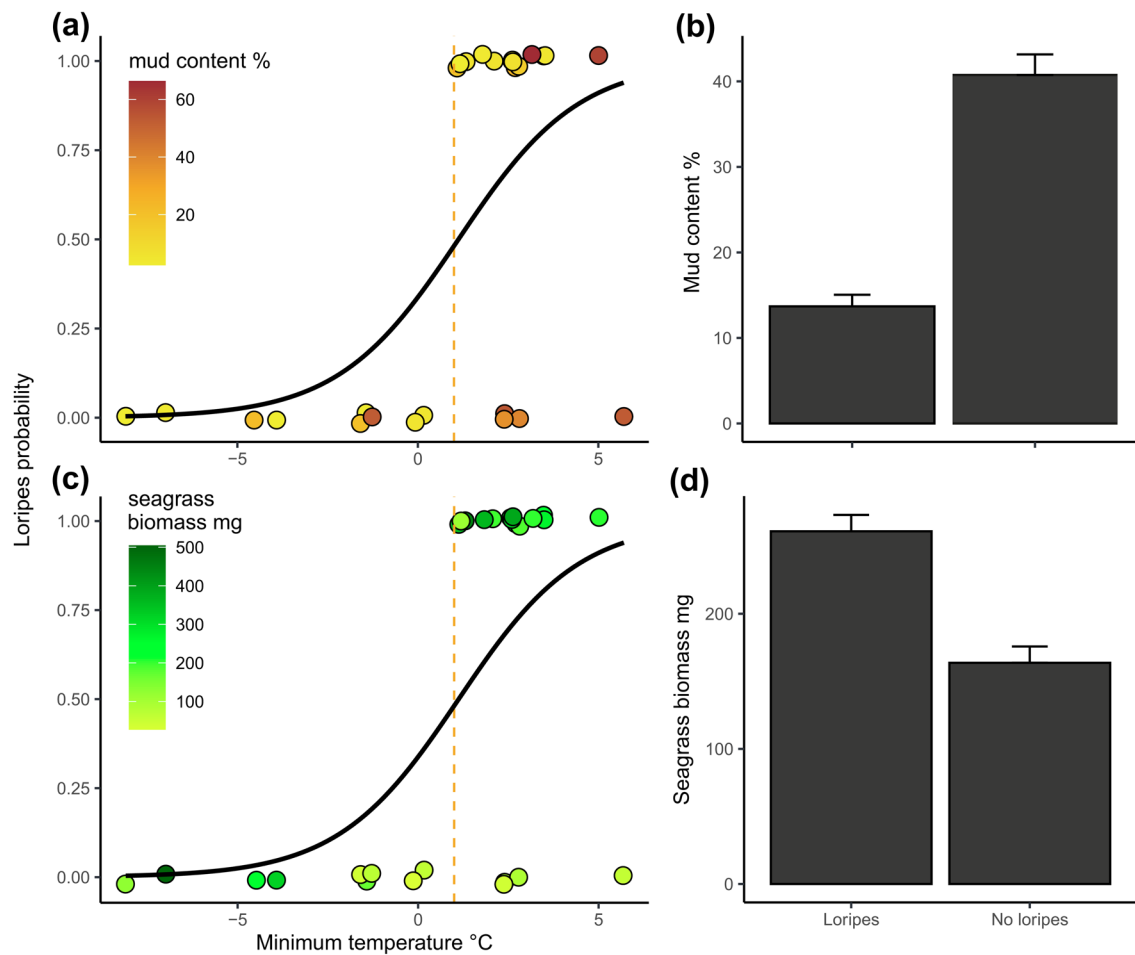 (a)
mud content %
60
40
20
1.00
0.75
0.50
0.25
0.00
−5
0
5
(b)
Mud content %
40
30
20
10
0
Loripes probability
(c)
seagrass
biomass mg
500
400
300
200
100
1.00
0.75
0.50
0.25
0.00
−5
0
5
Minimum temperature °C
(d)
Seagrass biomass mg
200
100
0
Loripes
No loripes